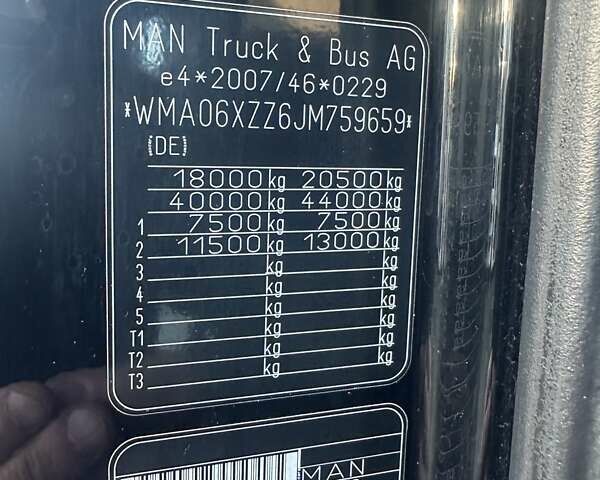 MAN Truck & Bus AG
e4*2007/46*0229
*WMA06XZZ6JM759659*
(DE)
18000 kg 20500 kg
40000 kg 44000 kg
1 7500 kg 7500 kg
2 11500 kg 13000 kg
3 kg kg
4 kg kg
5 kg kg
T1 kg kg
T2 kg kg
T3
MAN